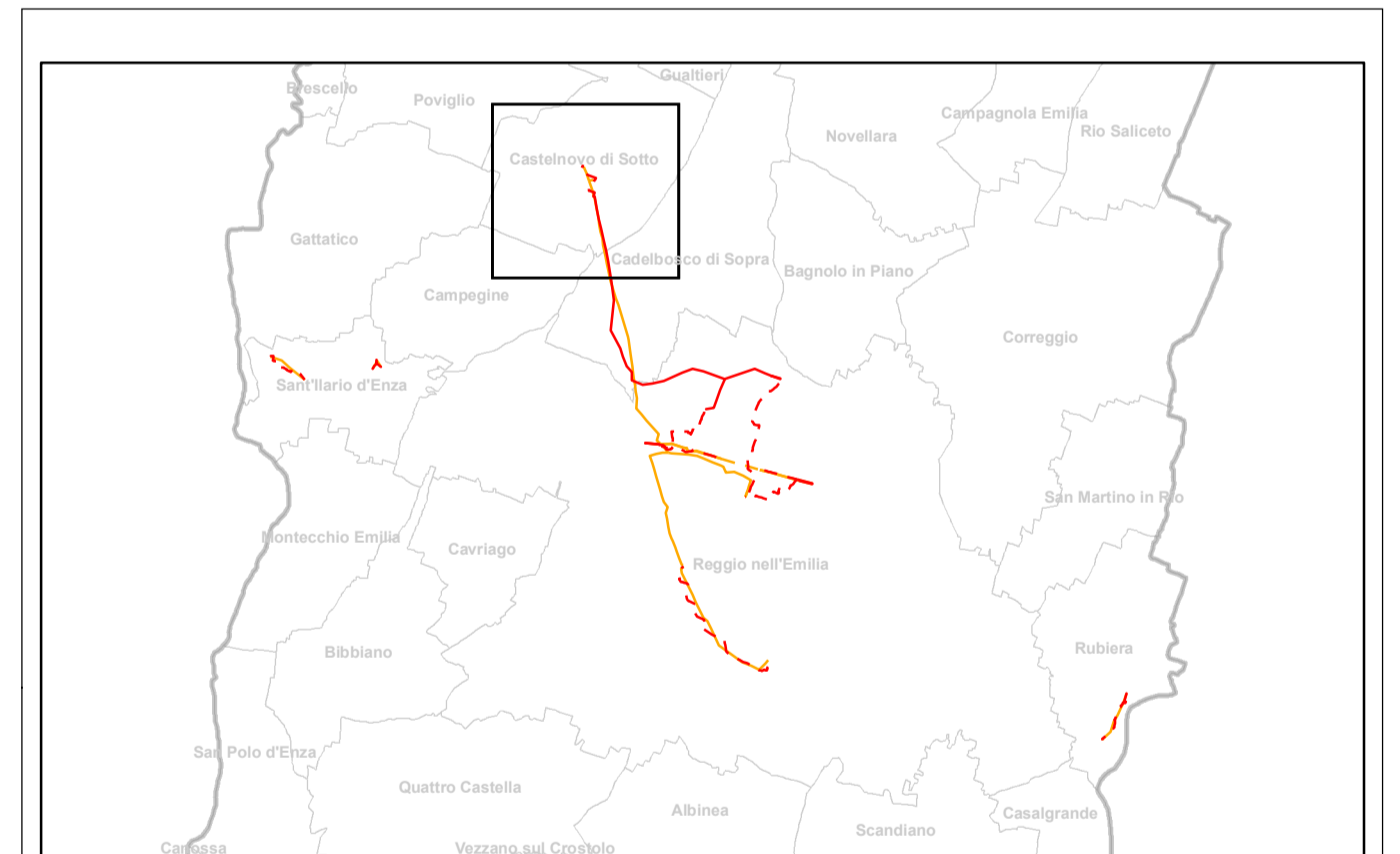 Gualtieri
Brescello
Poviglio
Campagnola Emilia
Rio Saliceto
Novellara
Castelnovo di Sotto
Gattatico
Cadelbosco di Sopra
Bagnolo in Piano
Campegine
Correggio
Sant'Ilario d'Enza
San Martino in Rio
Montecchio Emilia
Cavriago
Reggio nell'Emilia
Rubiera
Bibbiano
San Polo d'Enza
Quattro Castella
Albinea
Casalgrande
Scandiano
Canossa
Vezzano sul Crostolo